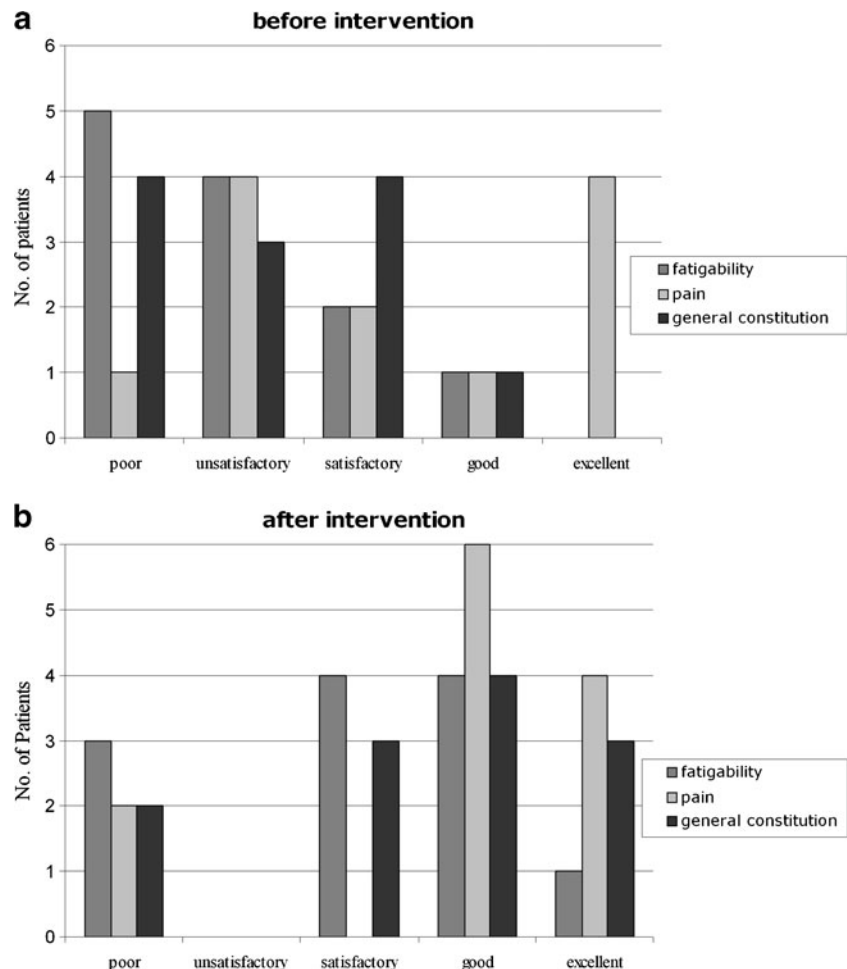 a
before intervention
No. of patients
6
5
4
3
2
1
0
poor unsatisfactory satisfactory good excellent
fatigability
pain
general constitution
b
after intervention
No. of Patients
6
5
4
3
2
1
0
poor unsatisfactory satisfactory good excellent
fatigability
pain
general constitution